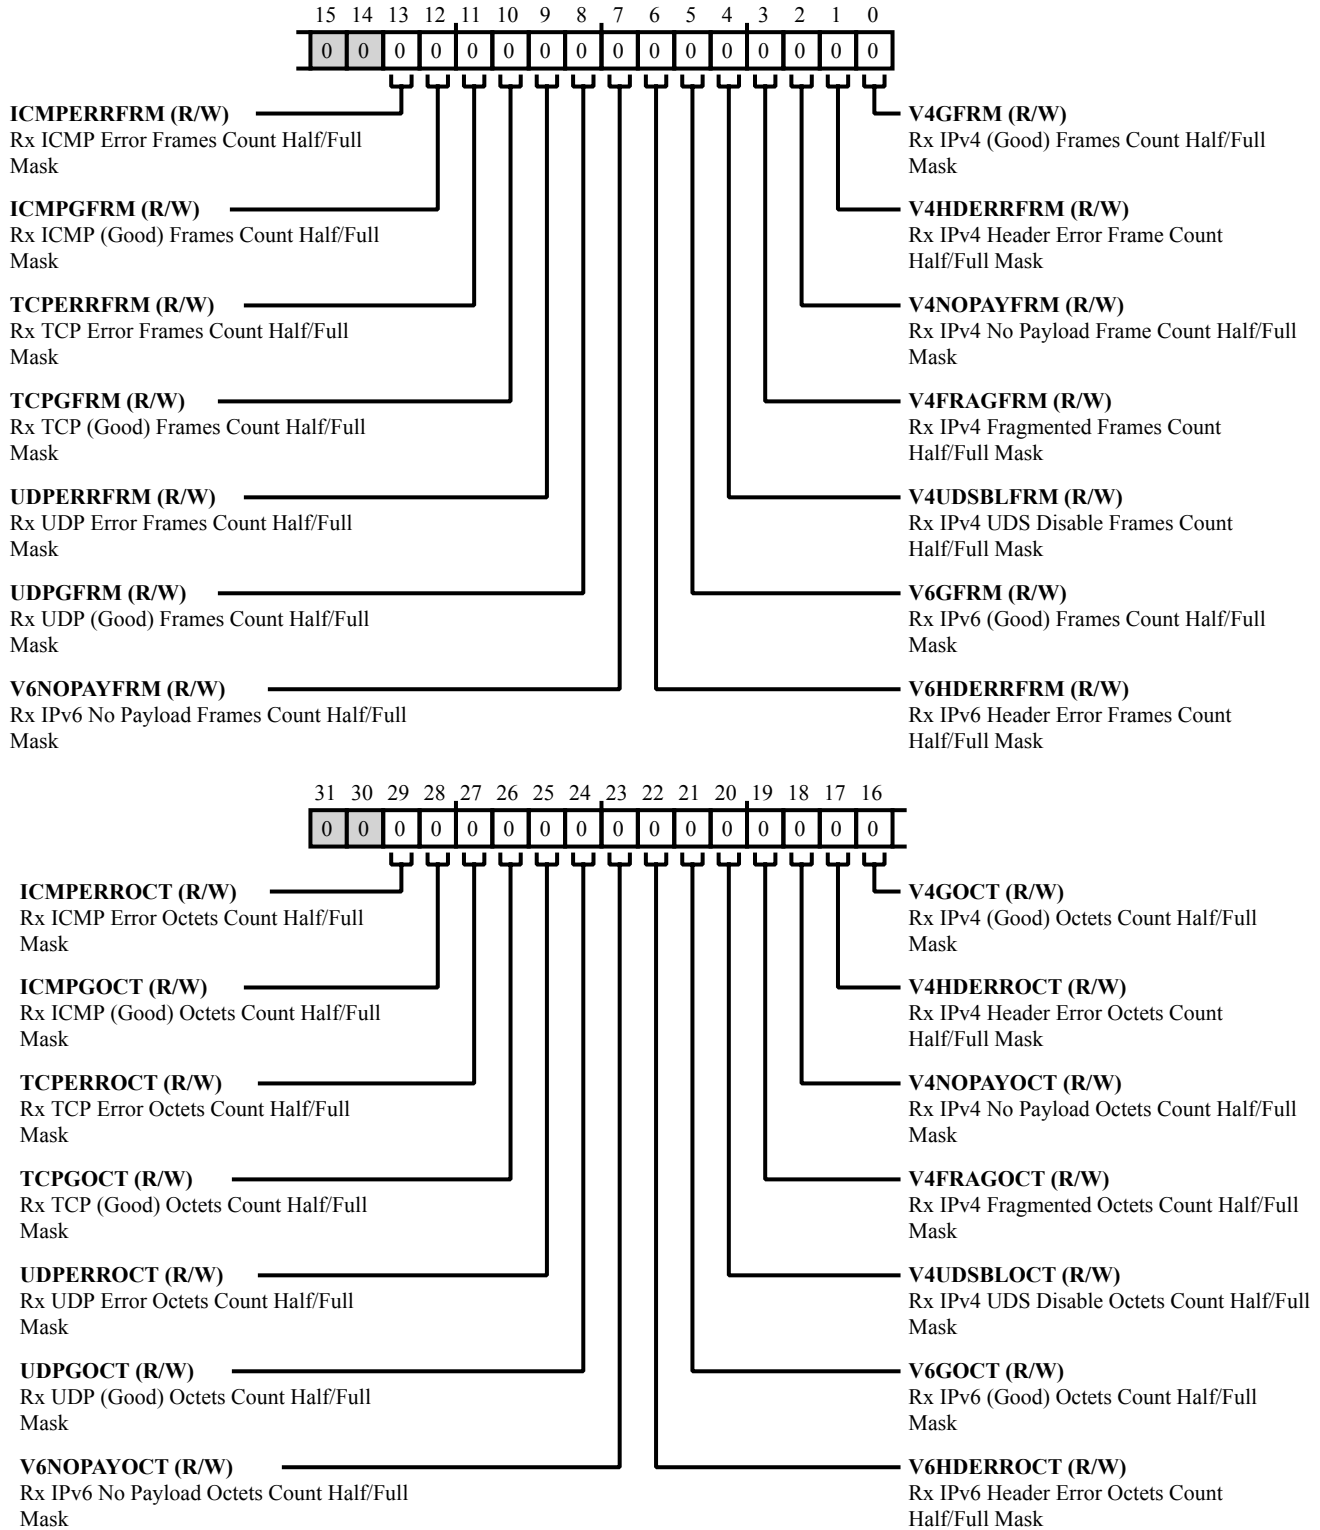 15 14 13 12 11 10 9 8 7 6 5 4 3 2 1 0
0 0 0 0 0 0 0 0 0 0 0 0 0 0 0 0
ICMPERRFRM (R/W)
Rx ICMP Error Frames Count Half/Full
Mask
ICMPGFRM (R/W)
Rx ICMP (Good) Frames Count Half/Full
Mask
TCPERRFRM (R/W)
Rx TCP Error Frames Count Half/Full
Mask
TCPGFRM (R/W)
Rx TCP (Good) Frames Count Half/Full
Mask
UDPERRFRM (R/W)
Rx UDP Error Frames Count Half/Full
Mask
UDPGFRM (R/W)
Rx UDP (Good) Frames Count Half/Full
Mask
V6NOPAYFRM (R/W)
Rx IPv6 No Payload Frames Count Half/Full
Mask
V4GFRM (R/W)
Rx IPv4 (Good) Frames Count Half/Full
Mask
V4HDERRFRM (R/W)
Rx IPv4 Header Error Frame Count
Half/Full Mask
V4NOPAYFRM (R/W)
Rx IPv4 No Payload Frame Count Half/Full
Mask
V4FRAGFRM (R/W)
Rx IPv4 Fragmented Frames Count
Half/Full Mask
V4UDSBLFRM (R/W)
Rx IPv4 UDS Disable Frames Count
Half/Full Mask
V6GFRM (R/W)
Rx IPv6 (Good) Frames Count Half/Full
Mask
V6HDERRFRM (R/W)
Rx IPv6 Header Error Frames Count
Half/Full Mask
31 30 29 28 27 26 25 24 23 22 21 20 19 18 17 16
0 0 0 0 0 0 0 0 0 0 0 0 0 0 0 0
ICMPERROCT (R/W)
Rx ICMP Error Octets Count Half/Full
Mask
ICMPGOCT (R/W)
Rx ICMP (Good) Octets Count Half/Full
Mask
TCPERROCT (R/W)
Rx TCP Error Octets Count Half/Full
Mask
TCPGOCT (R/W)
Rx TCP (Good) Octets Count Half/Full
Mask
UDPERROCT (R/W)
Rx UDP Error Octets Count Half/Full
Mask
UDPGOCT (R/W)
Rx UDP (Good) Octets Count Half/Full
Mask
V6NOPAYOCT (R/W)
Rx IPv6 No Payload Octets Count Half/Full
Mask
V4GOCT (R/W)
Rx IPv4 (Good) Octets Count Half/Full
Mask
V4HDERROCT (R/W)
Rx IPv4 Header Error Octets Count
Half/Full Mask
V4NOPAYOCT (R/W)
Rx IPv4 No Payload Octets Count Half/Full
Mask
V4FRAGOCT (R/W)
Rx IPv4 Fragmented Octets Count Half/Full
Mask
V4UDSBLOCT (R/W)
Rx IPv4 UDS Disable Octets Count Half/Full
Mask
V6GOCT (R/W)
Rx IPv6 (Good) Octets Count Half/Full
Mask
V6HDERROCT (R/W)
Rx IPv6 Header Error Octets Count
Half/Full Mask